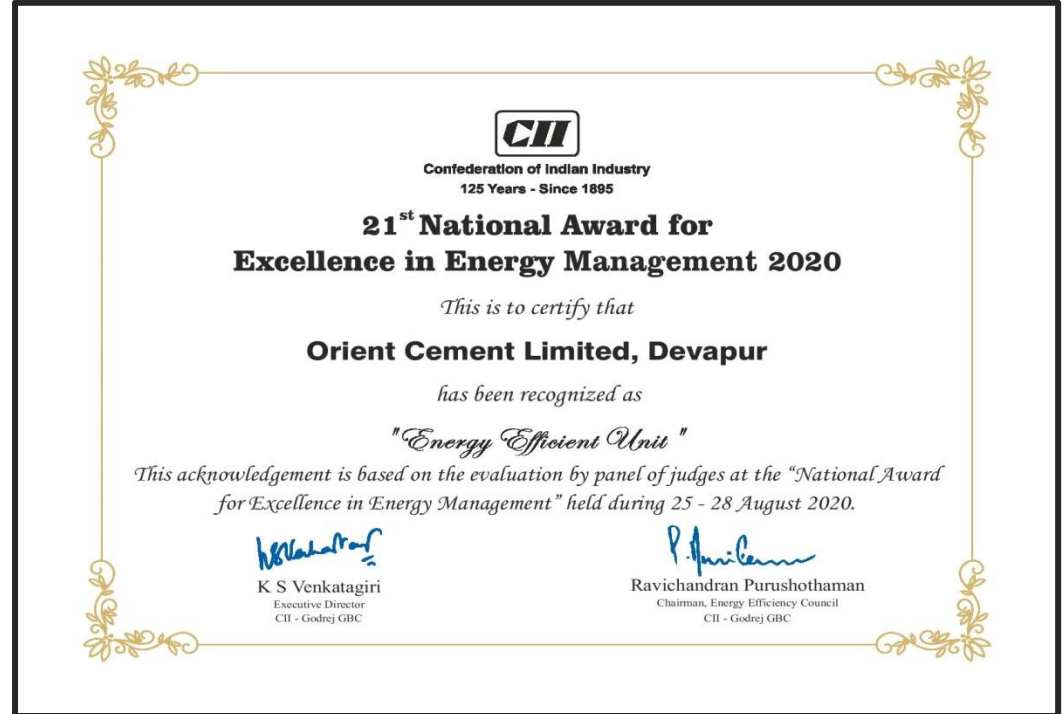 CII
Confederation of Indian Industry
125 Years - Since 1895
21st National Award for
Excellence in Energy Management 2020
This is to certify that
Orient Cement Limited, Devapur
has been recognized as
"Energy Efficient Unit "
This acknowledgement is based on the evaluation by panel of judges at the “National Award
for Excellence in Energy Management” held during 25 - 28 August 2020.
K S Venkatagiri
Executive Director
CII - Godrej GBC
Ravichandran Purushothaman
Chairman, Energy Efficiency Council
CII - Godrej GBC